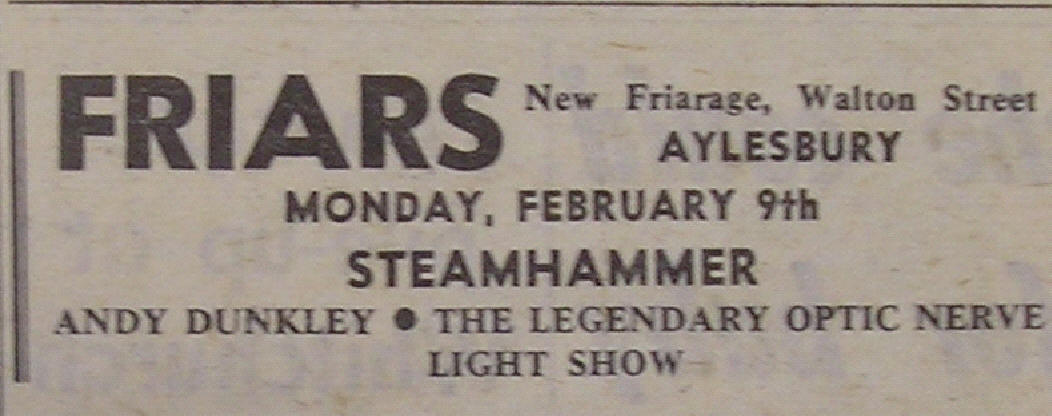 FRIARS New Friarage, Walton Street
AYLESBURY
MONDAY, FEBRUARY 9th
STEAMHAMMER
ANDY DUNKLEY ● THE LEGENDARY OPTIC NERVE
LIGHT SHOW